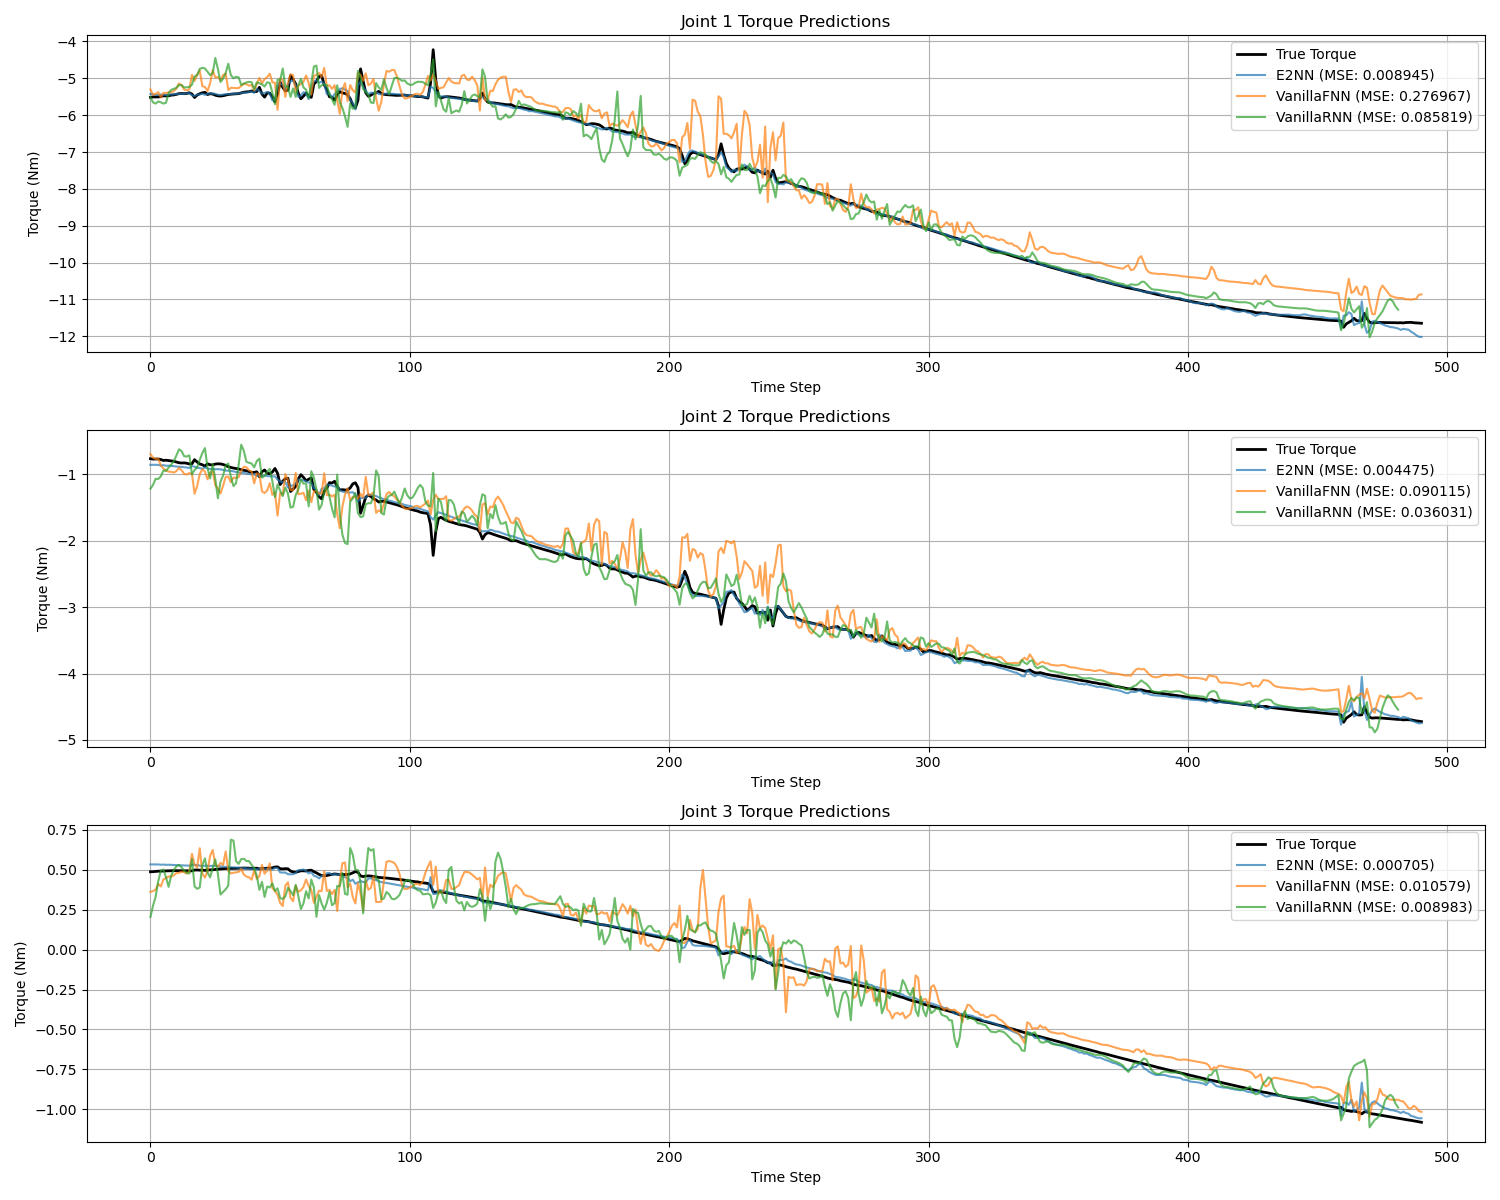 Joint 1 Torque Predictions
−4
−5
−6
−7
−8
−9
−10
−11
−12
Torque (Nm)
True Torque
E2NN (MSE: 0.008945)
VanillaFNN (MSE: 0.276967)
VanillaRNN (MSE: 0.085819)
0 100 200 300 400 500
Time Step
Joint 2 Torque Predictions
−1
−2
−3
−4
−5
Torque (Nm)
True Torque
E2NN (MSE: 0.004475)
VanillaFNN (MSE: 0.090115)
VanillaRNN (MSE: 0.036031)
0 100 200 300 400 500
Time Step
Joint 3 Torque Predictions
0.75
0.50
0.25
0.00
−0.25
−0.50
−0.75
−1.00
Torque (Nm)
True Torque
E2NN (MSE: 0.000705)
VanillaFNN (MSE: 0.010579)
VanillaRNN (MSE: 0.008983)
0 100 200 300 400 500
Time Step